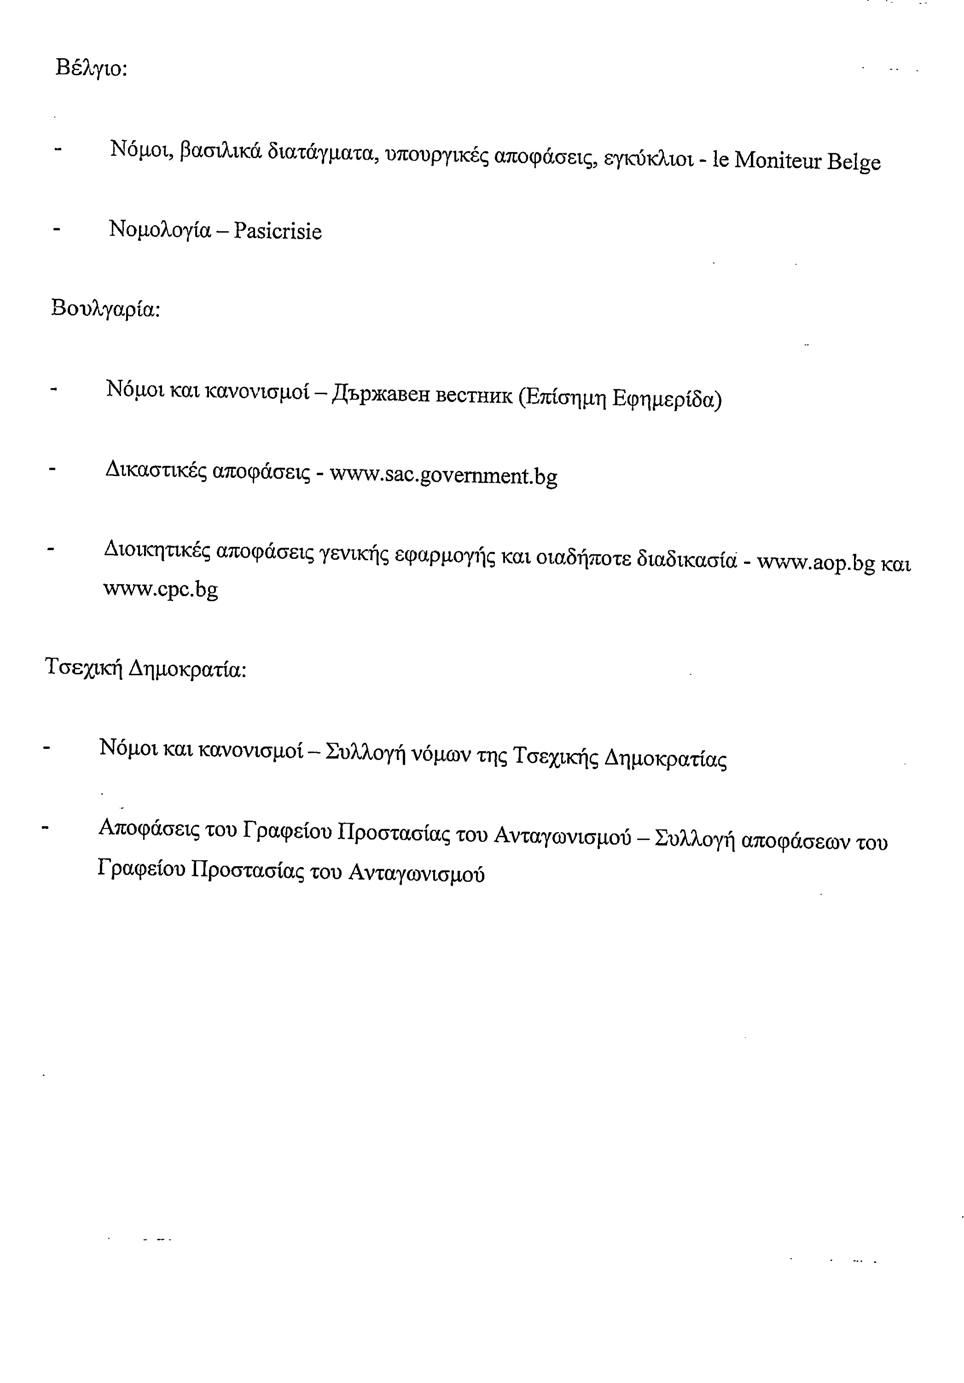 Βέλγιο:
- Νόμοι, βασιλικά διατάγματα, υπουργικές αποφάσεις, εγκύκλιοι - le Moniteur Belge
- Νομολογία – Pasicrisie
Βουλγαρία:
- Νόμοι και κανονισμοί – Държавен вестник (Επίσημη Εφημερίδα)
- Δικαστικές αποφάσεις - www.sac.government.bg
- Διοικητικές αποφάσεις γενικής εφαρμογής και οιαδήποτε διαδικασία - www.aop.bg και
www.cpc.bg
Τσεχική Δημοκρατία:
- Νόμοι και κανονισμοί – Συλλογή νόμων της Τσεχικής Δημοκρατίας
- Αποφάσεις του Γραφείου Προστασίας του Ανταγωνισμού – Συλλογή αποφάσεων του
Γραφείου Προστασίας του Ανταγωνισμού